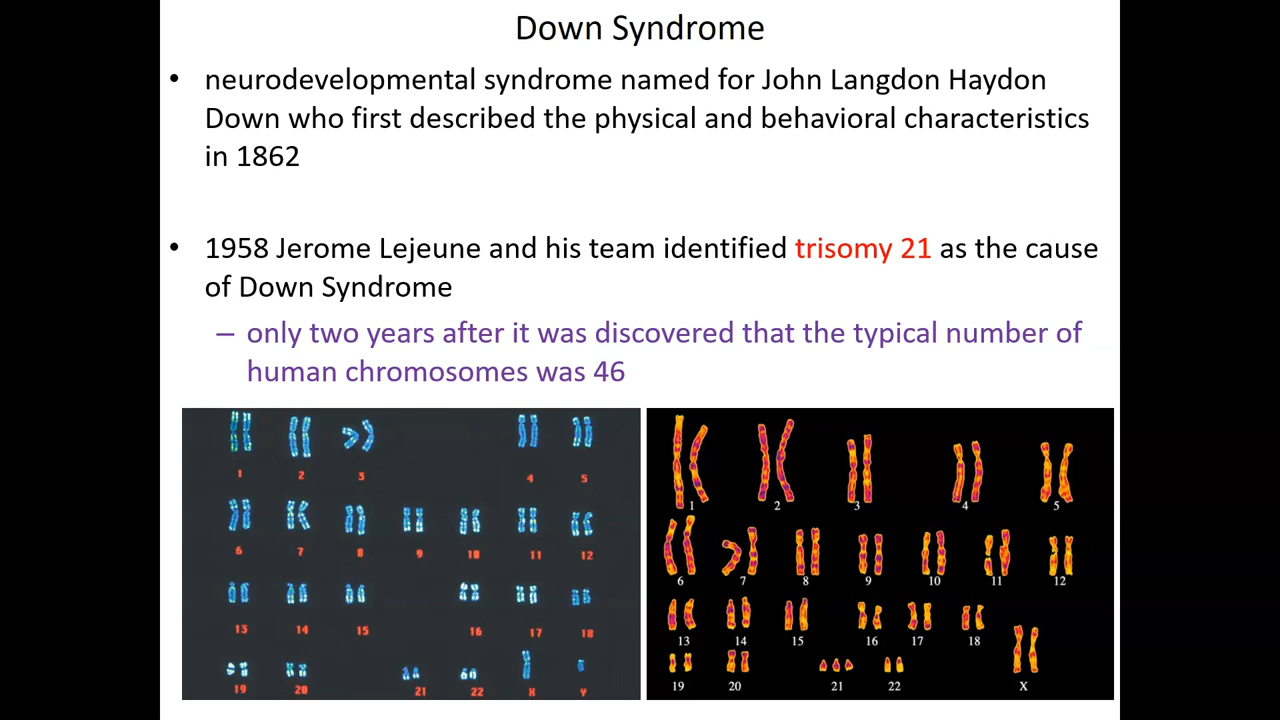 Down Syndrome
• neurodevelopmental syndrome named for John Langdon Haydon
Down who first described the physical and behavioral characteristics
in 1862
• 1958 Jerome Lejeune and his team identified trisomy 21 as the cause
of Down Syndrome
– only two years after it was discovered that the typical number of
human chromosomes was 46
1 2 3 4 5
6 7 8 9 10 11 12
13 14 15 16 17 18
19 20 21 22 X Y
1 2 3 4 5
6 7 8 9 10 11 12
13 14 15 16 17 18
19 20 21 22 X